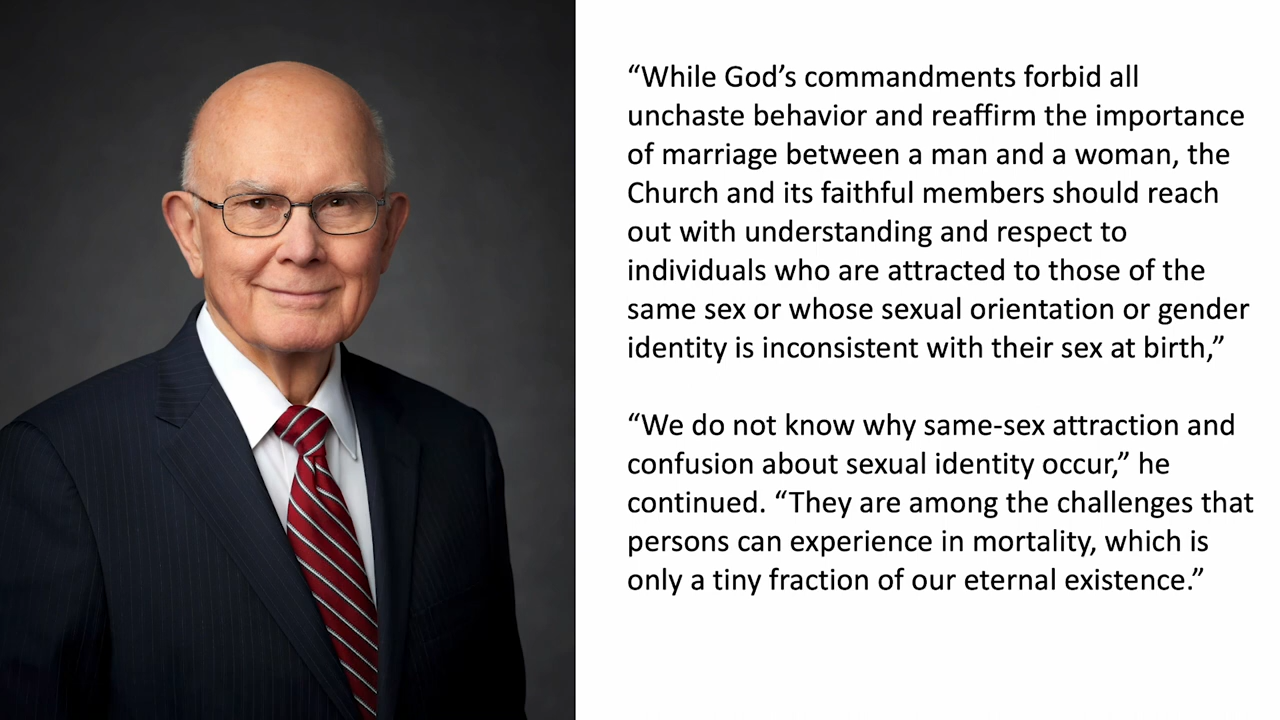 “While God’s commandments forbid all
unchaste behavior and reaffirm the importance
of marriage between a man and a woman, the
Church and its faithful members should reach
out with understanding and respect to
individuals who are attracted to those of the
same sex or whose sexual orientation or gender
identity is inconsistent with their sex at birth,”
“We do not know why same-sex attraction and
confusion about sexual identity occur,” he
continued. “They are among the challenges that
persons can experience in mortality, which is
only a tiny fraction of our eternal existence.”